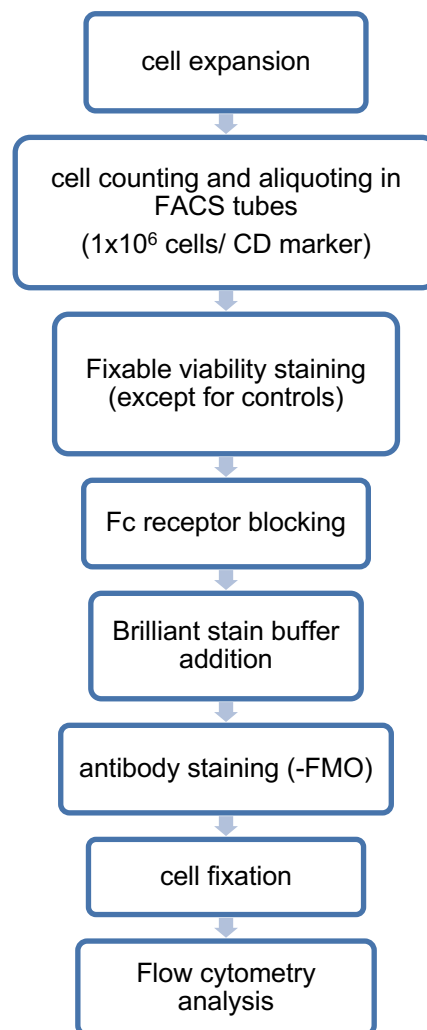 cell expansion
cell counting and aliquoting in
FACS tubes
(1x10⁶ cells/ CD marker)
Fixable viability staining
(except for controls)
Fc receptor blocking
Brilliant stain buffer
addition
antibody staining (-FMO)
cell fixation
Flow cytometry
analysis